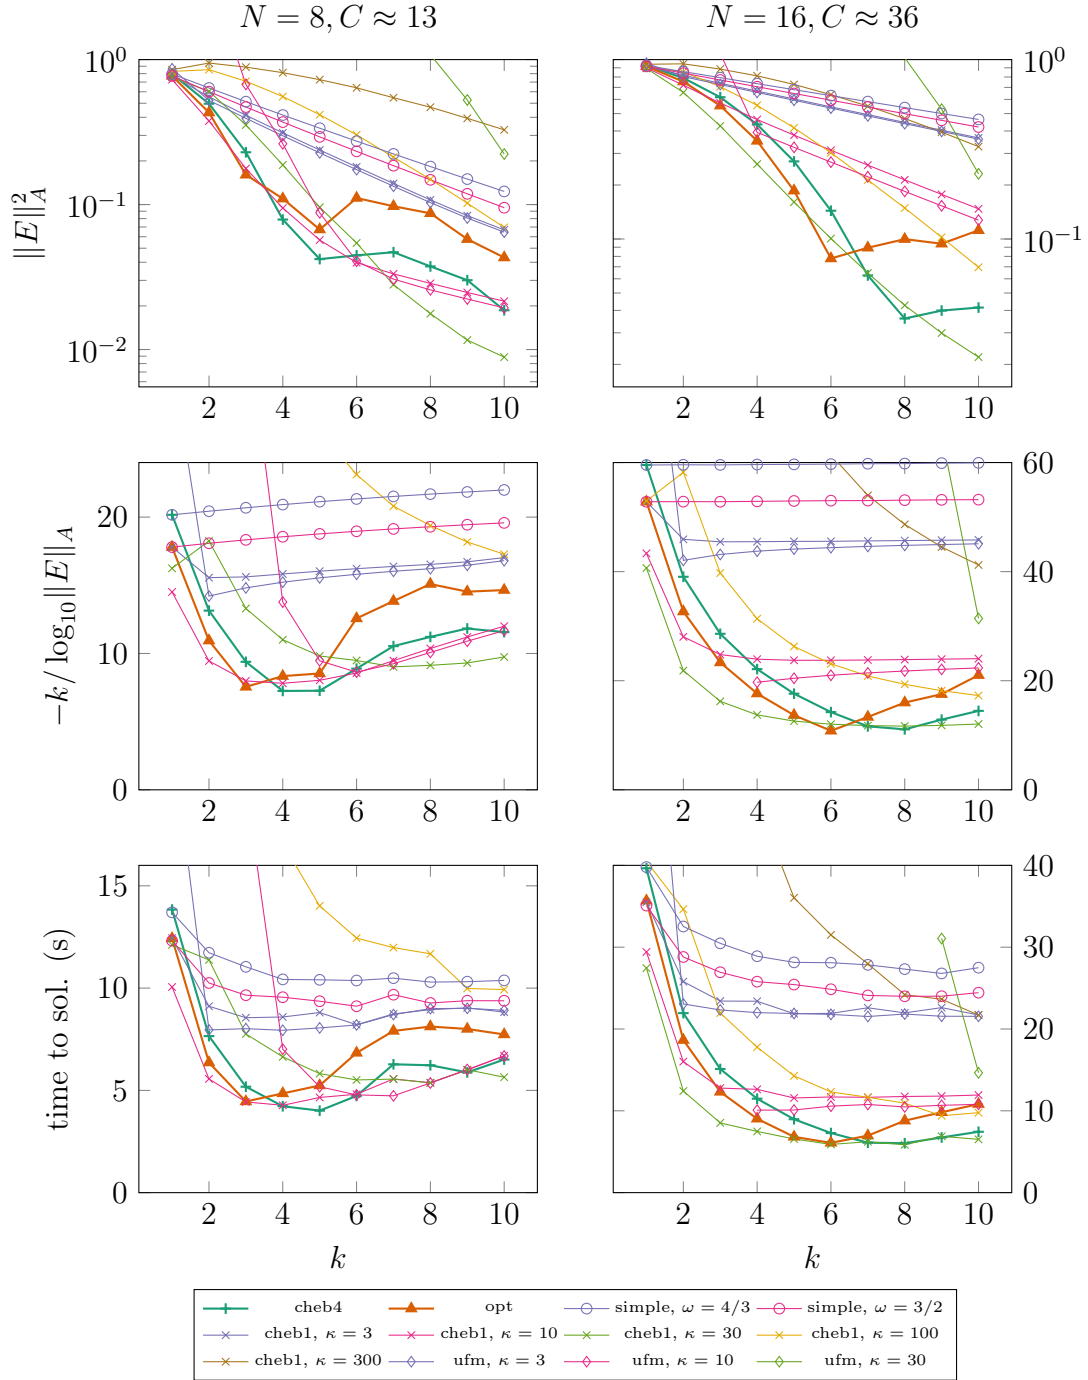 N = 8, C ≈ 13
N = 16, C ≈ 36
10⁰
10⁻¹
10⁻²
‖E‖²_A
2 4 6 8 10
10⁰
10⁻¹
2 4 6 8 10
20
10
0
−k/ log₁₀‖E‖_A
2 4 6 8 10
60
40
20
0
2 4 6 8 10
15
10
5
0
time to sol. (s)
2 4 6 8 10
k
40
30
20
10
0
2 4 6 8 10
k
cheb4 opt simple, ω = 4/3 simple, ω = 3/2
cheb1, κ = 3 cheb1, κ = 10 cheb1, κ = 30 cheb1, κ = 100
cheb1, κ = 300 ufm, κ = 3 ufm, κ = 10 ufm, κ = 30